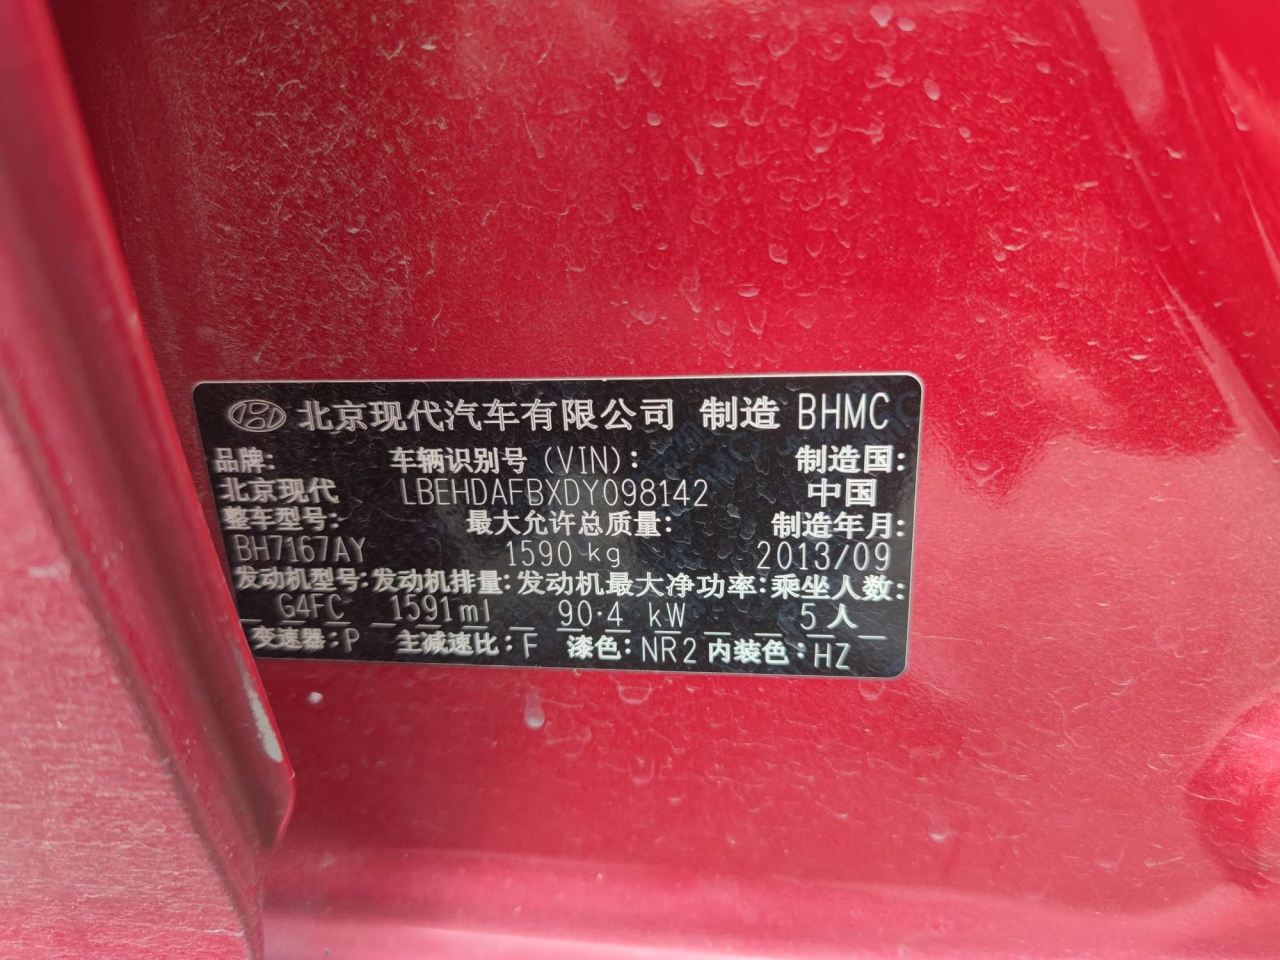 北京现代汽车有限公司 制造 BHMC
品牌: 车辆识别号 (VIN): 制造国:
北京现代 LBEHDAFBXDY098142 中国
整车型号: 最大允许总质量: 制造年月:
BH7167AY 1590 kg 2013/09
发动机型号: 发动机排量: 发动机最大净功率: 乘坐人数:
G4FC 1591ml 90.4 kW 5人
变速器: P 主减速比: F 漆色: NR2 内装色: HZ